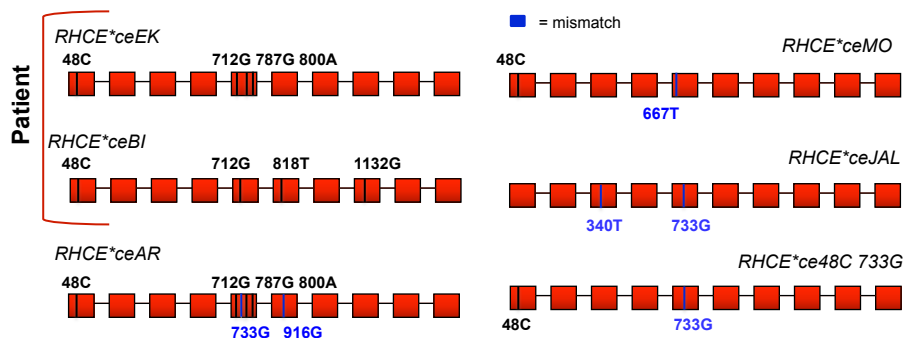 Patient
RHCE*ceEK
48C 712G 787G 800A
RHCE*ceBI
48C 712G 818T 1132G
RHCE*ceAR
48C 712G 787G 800A
733G 916G
= mismatch
RHCE*ceMO
48C
667T
RHCE*ceJAL
340T 733G
RHCE*ce48C 733G
48C 733G